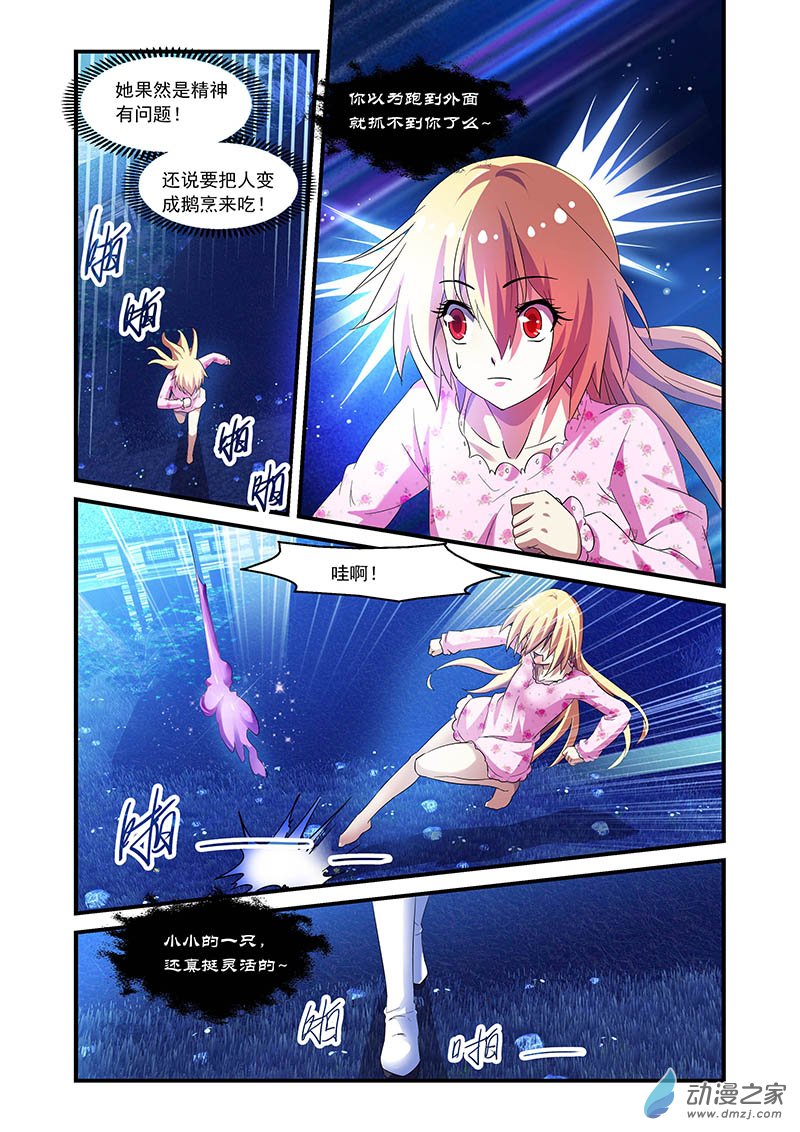 她果然是精神
有问题！
还说要把人变
成鹅烹来吃！
啪
啪
啪
啪
你以为跑到外面
就抓不到你了么~
哇啊！
啪——
小小的一只，
还真挺灵活的~
啪
啪——
动漫之家
www.dmzj.com